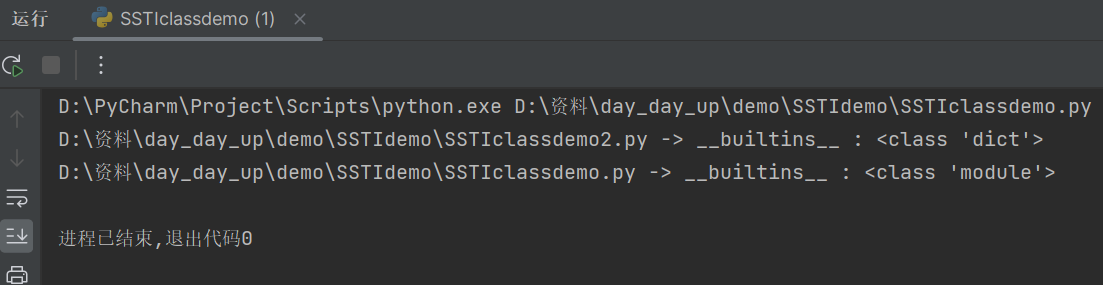 运行
SSTIclassdemo (1)
D:\PyCharm\Project\Scripts\python.exe D:\资料\day_day_up\demo\SSTIdemo\SSTIclassdemo.py
D:\资料\day_day_up\demo\SSTIdemo\SSTIclassdemo2.py -> __builtins__ : <class 'dict'>
D:\资料\day_day_up\demo\SSTIdemo\SSTIclassdemo.py -> __builtins__ : <class 'module'>
进程已结束,退出代码0